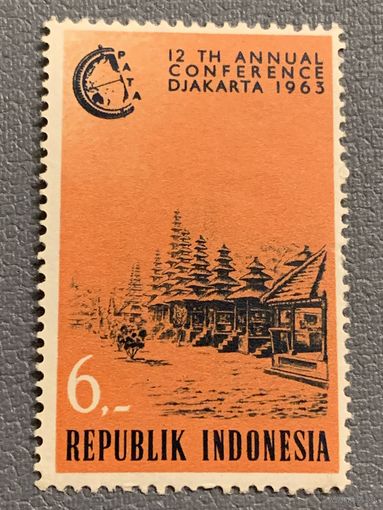 PATA
12 TH ANNUAL
CONFERENCE
DJAKARTA 1963
6,-
REPUBLIK INDONESIA